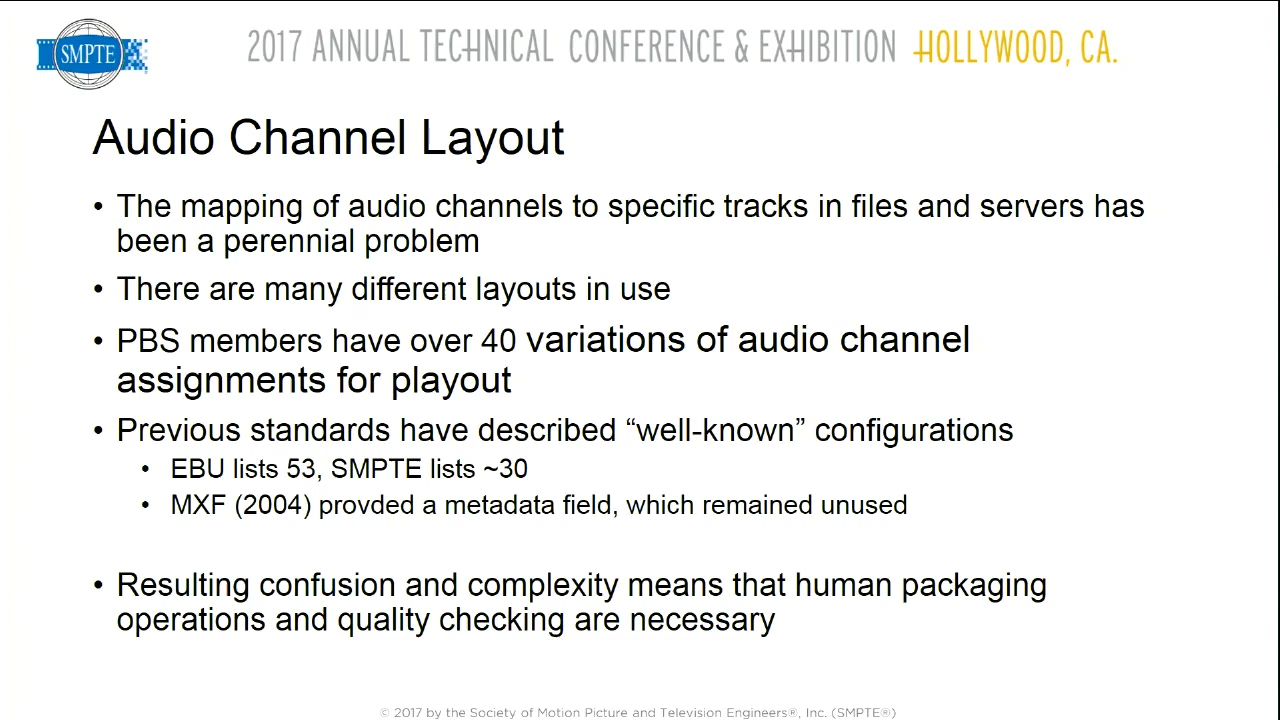 SMPTE
2017 ANNUAL TECHNICAL CONFERENCE & EXHIBITION HOLLYWOOD, CA.
Audio Channel Layout
• The mapping of audio channels to specific tracks in files and servers has
been a perennial problem
• There are many different layouts in use
• PBS members have over 40 variations of audio channel
assignments for playout
• Previous standards have described “well-known” configurations
• EBU lists 53, SMPTE lists ~30
• MXF (2004) provded a metadata field, which remained unused
• Resulting confusion and complexity means that human packaging
operations and quality checking are necessary
© 2017 by the Society of Motion Picture and Television Engineers®, Inc. (SMPTE®)